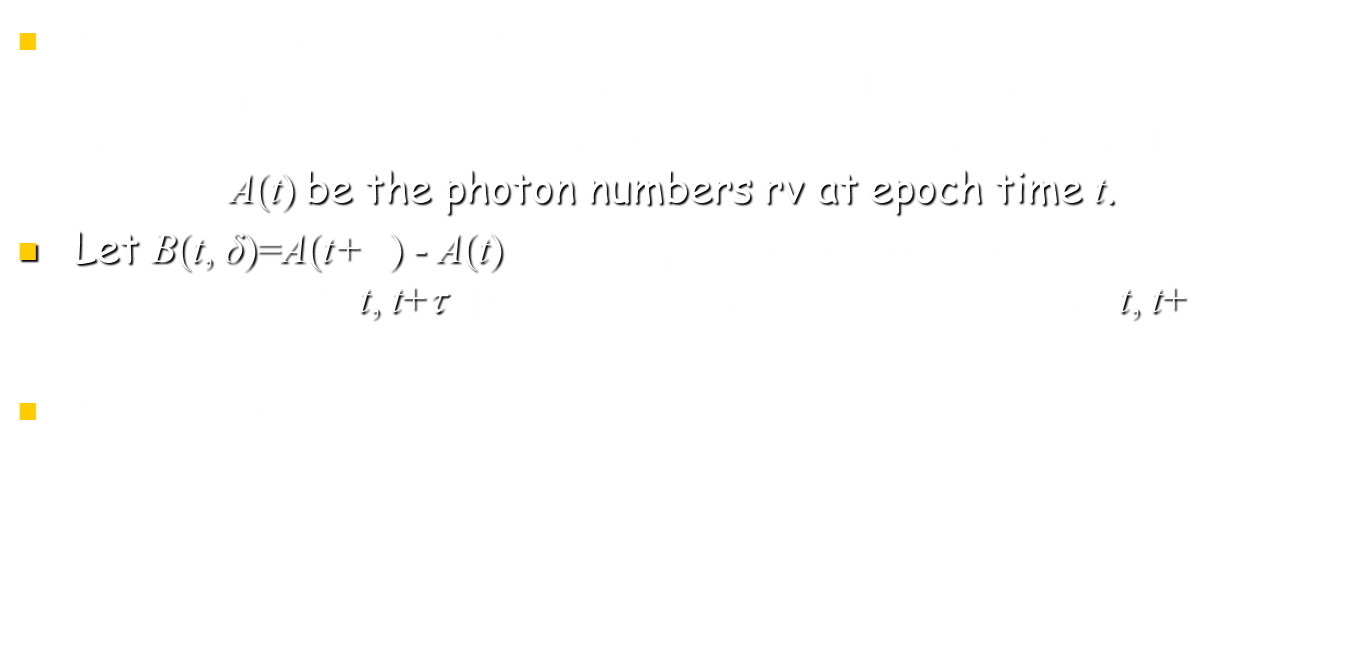 A(t) be the photon numbers rv at epoch time t.
Let B(t, δ)=A(t+ ) - A(t)
t, t+τ t, t+